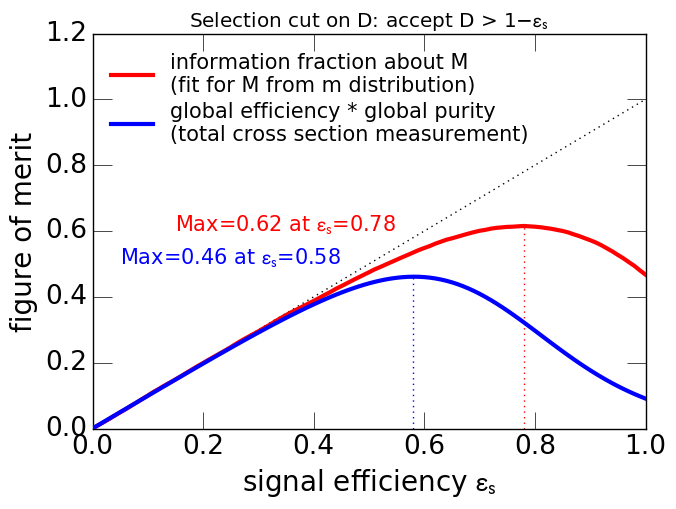 Selection cut on D: accept D > 1−εₛ
information fraction about M
(fit for M from m distribution)
global efficiency * global purity
(total cross section measurement)
Max=0.62 at εₛ=0.78
Max=0.46 at εₛ=0.58
figure of merit
1.2
1.0
0.8
0.6
0.4
0.2
0.0
0.0 0.2 0.4 0.6 0.8 1.0
signal efficiency εₛ